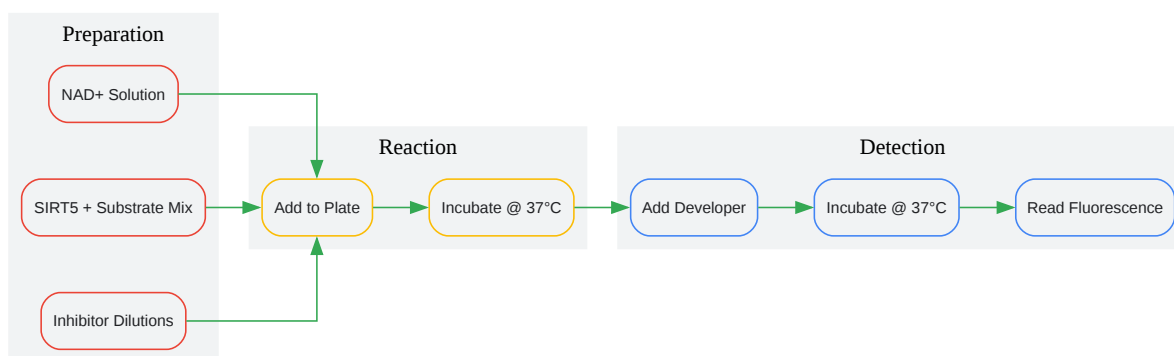 Preparation
NAD+ Solution
SIRT5 + Substrate Mix
Inhibitor Dilutions
Reaction
Add to Plate
Incubate @ 37°C
Detection
Add Developer
Incubate @ 37°C
Read Fluorescence